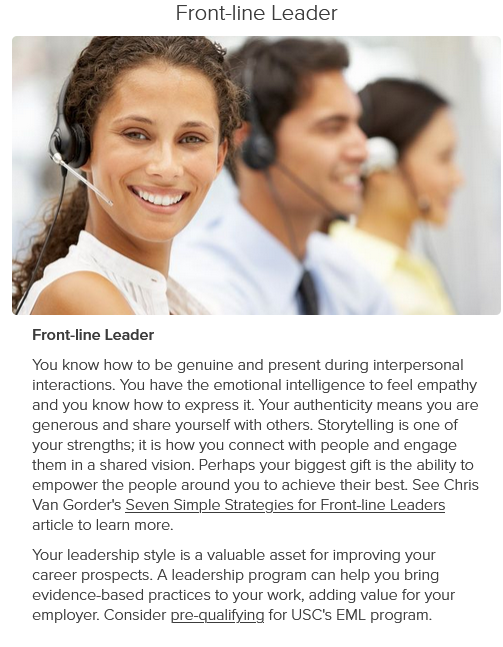 Front-line Leader
Front-line Leader
You know how to be genuine and present during interpersonal
interactions. You have the emotional intelligence to feel empathy
and you know how to express it. Your authenticity means you are
generous and share yourself with others. Storytelling is one of
your strengths; it is how you connect with people and engage
them in a shared vision. Perhaps your biggest gift is the ability to
empower the people around you to achieve their best. See Chris
Van Gorder's Seven Simple Strategies for Front-line Leaders
article to learn more.
Your leadership style is a valuable asset for improving your
career prospects. A leadership program can help you bring
evidence-based practices to your work, adding value for your
employer. Consider pre-qualifying for USC's EML program.